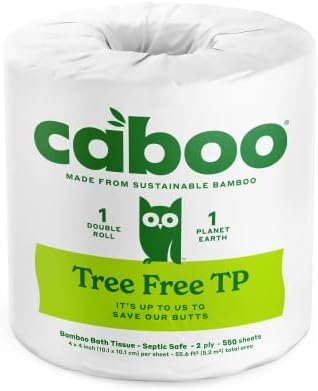 caboo®
MADE FROM SUSTAINABLE BAMBOO
1
DOUBLE
ROLL
1
PLANET
EARTH
Tree Free TP
IT'S UP TO US TO
SAVE OUR BUTTS
Bamboo Bath Tissue - Septic Safe - 2 ply - 550 sheets
4 x 4 inch (10.1 x 10.1 cm) per sheet - 55.6 ft² (5.2 m²) total area